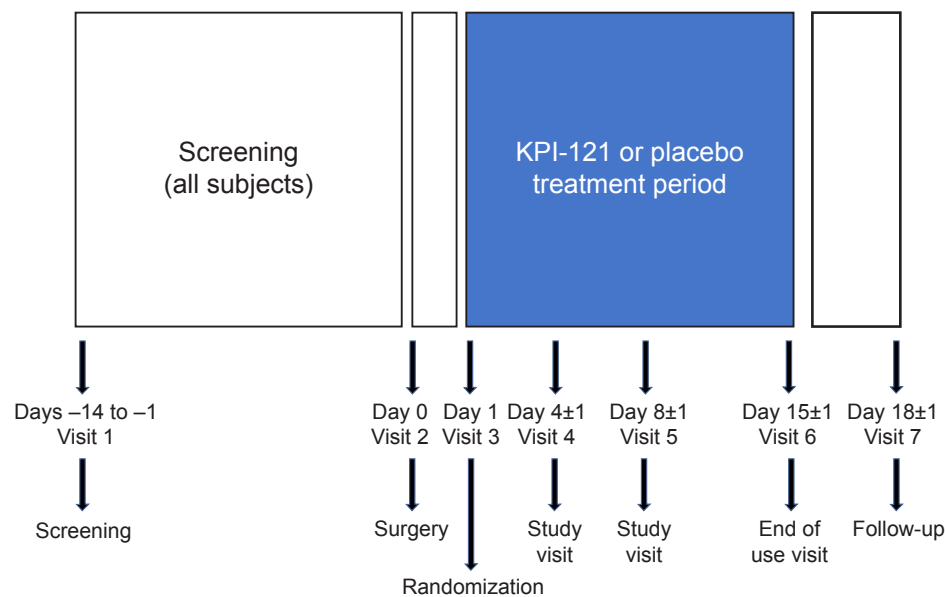 Screening
(all subjects)
KPI-121 or placebo
treatment period
Days –14 to –1
Visit 1
Day 0
Visit 2
Day 1
Visit 3
Day 4±1
Visit 4
Day 8±1
Visit 5
Day 15±1
Visit 6
Day 18±1
Visit 7
Screening
Surgery
Randomization
Study
visit
Study
visit
End of
use visit
Follow-up